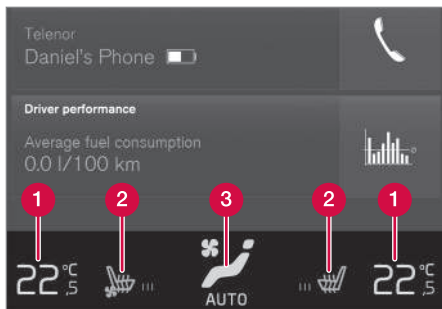 Telenor
Daniel's Phone
Driver performance
Average fuel consumption
0.0 l/100 km
1 2 3 2 1
22,5 °C AUTO 22,5 °C